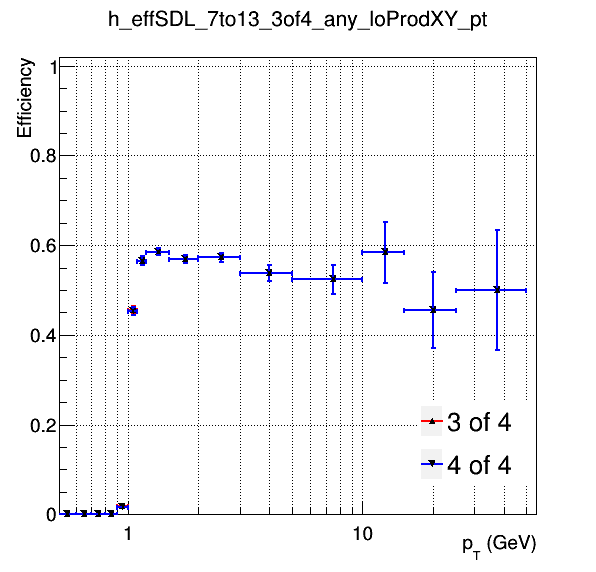 h_effSDL_7to13_3of4_any_loProdXY_pt
Efficiency
1
0.8
0.6
0.4
0.2
0
3 of 4
4 of 4
1
10
p_T (GeV)